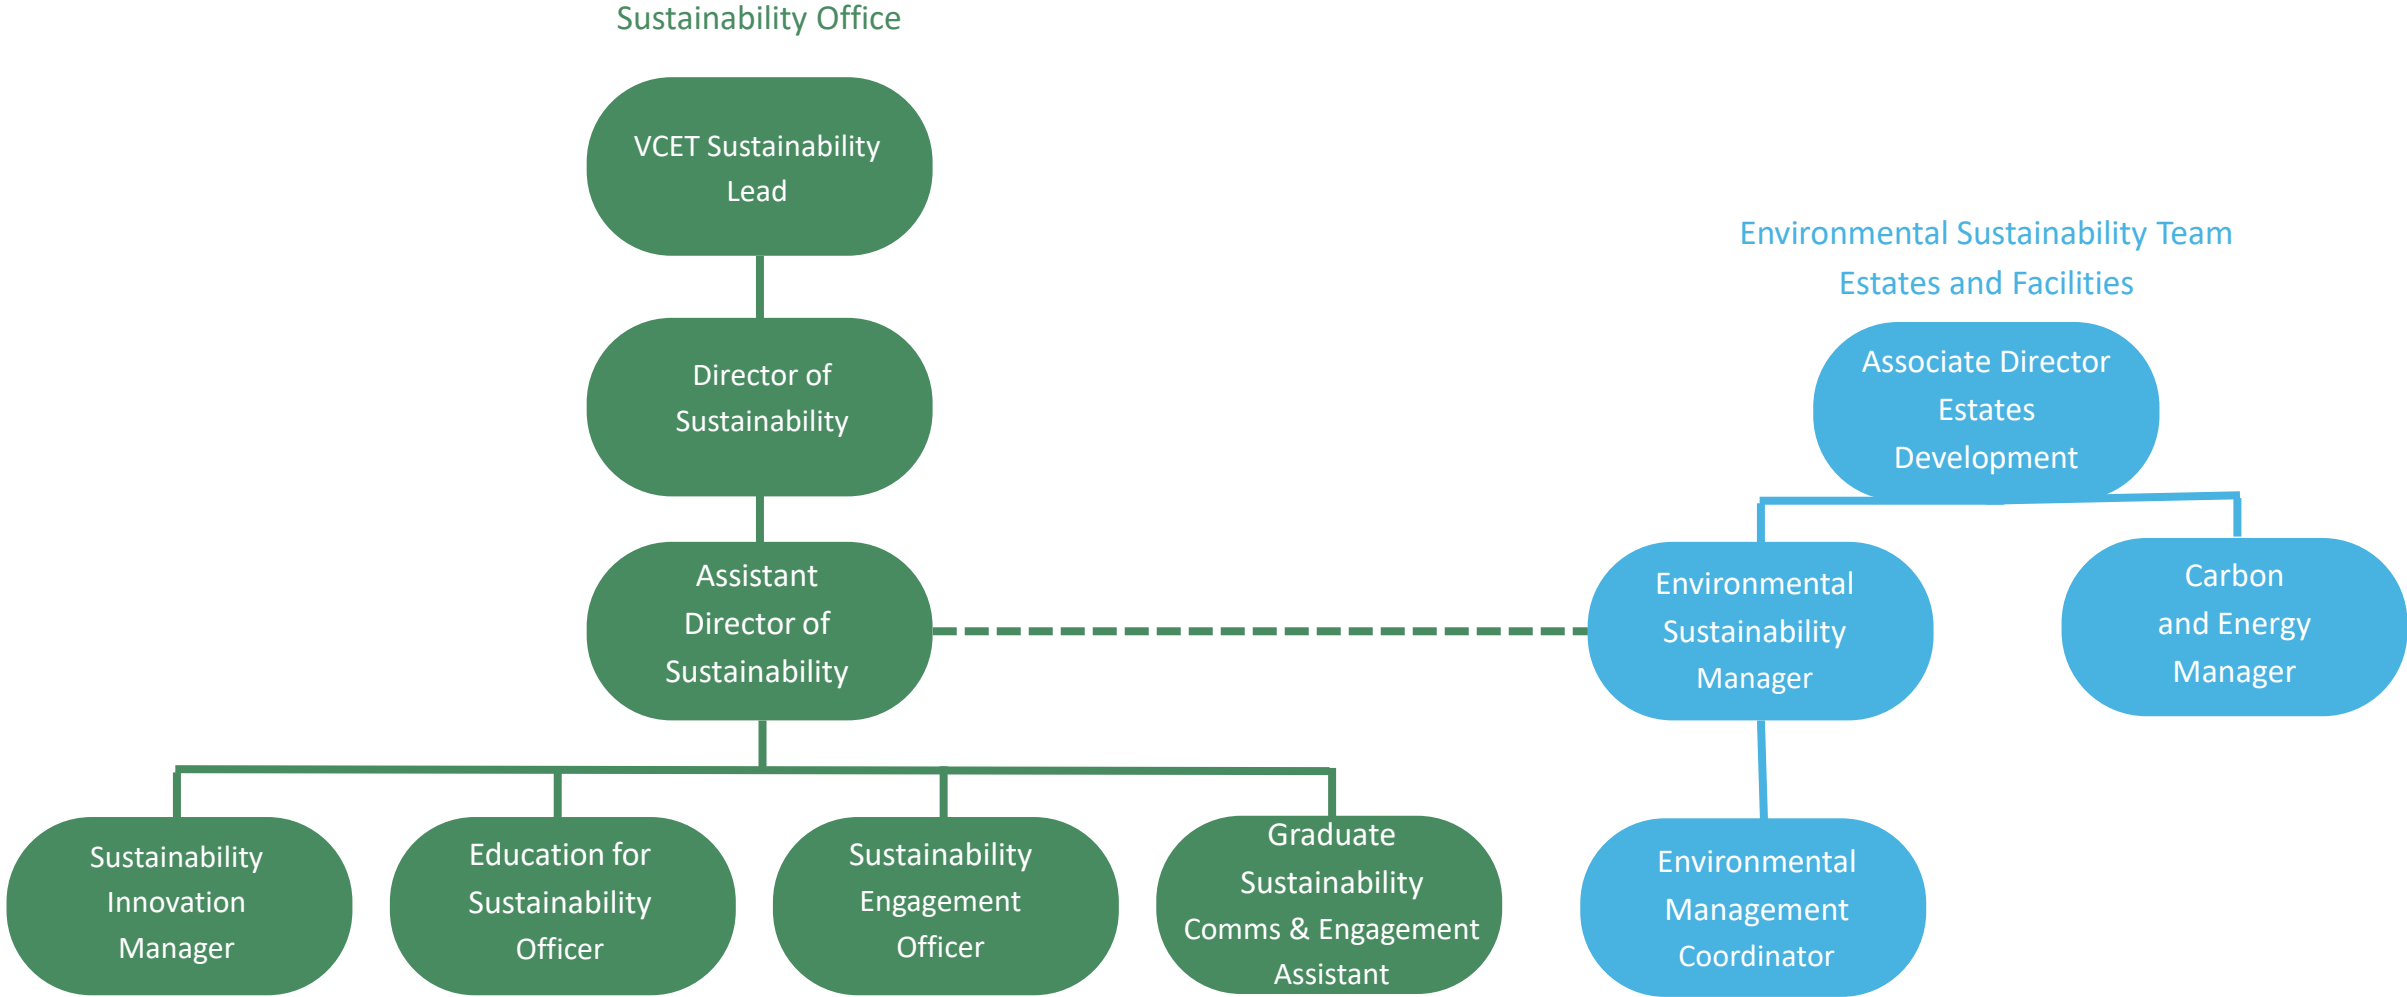 Sustainability Office
VCET Sustainability
Lead
Director of
Sustainability
Assistant
Director of
Sustainability
Sustainability
Innovation
Manager
Education for
Sustainability
Officer
Sustainability
Engagement
Officer
Graduate
Sustainability
Comms & Engagement
Assistant
Environmental Sustainability Team
Estates and Facilities
Associate Director
Estates
Development
Environmental
Sustainability
Manager
Carbon
and Energy
Manager
Environmental
Management
Coordinator